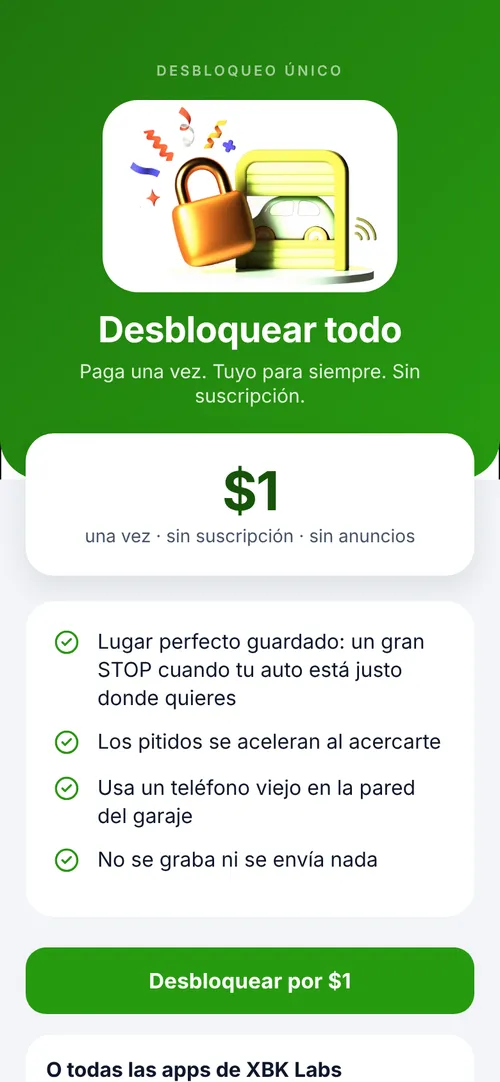 DESBLOQUEO ÚNICO
Desbloquear todo
Paga una vez. Tuyo para siempre. Sin
suscripción.
$1
una vez · sin suscripción · sin anuncios
Lugar perfecto guardado: un gran
STOP cuando tu auto está justo
donde quieres
Los pitidos se aceleran al acercarte
Usa un teléfono viejo en la pared
del garaje
No se graba ni se envía nada
Desbloquear por $1
O todas las apps de XBK Labs